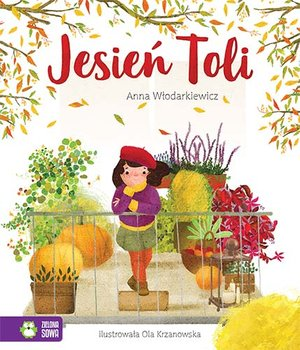 Jesień Toli
Anna Włodarkiewicz
ZIELONA
SOWA
ilustrowała Ola Krzanowska